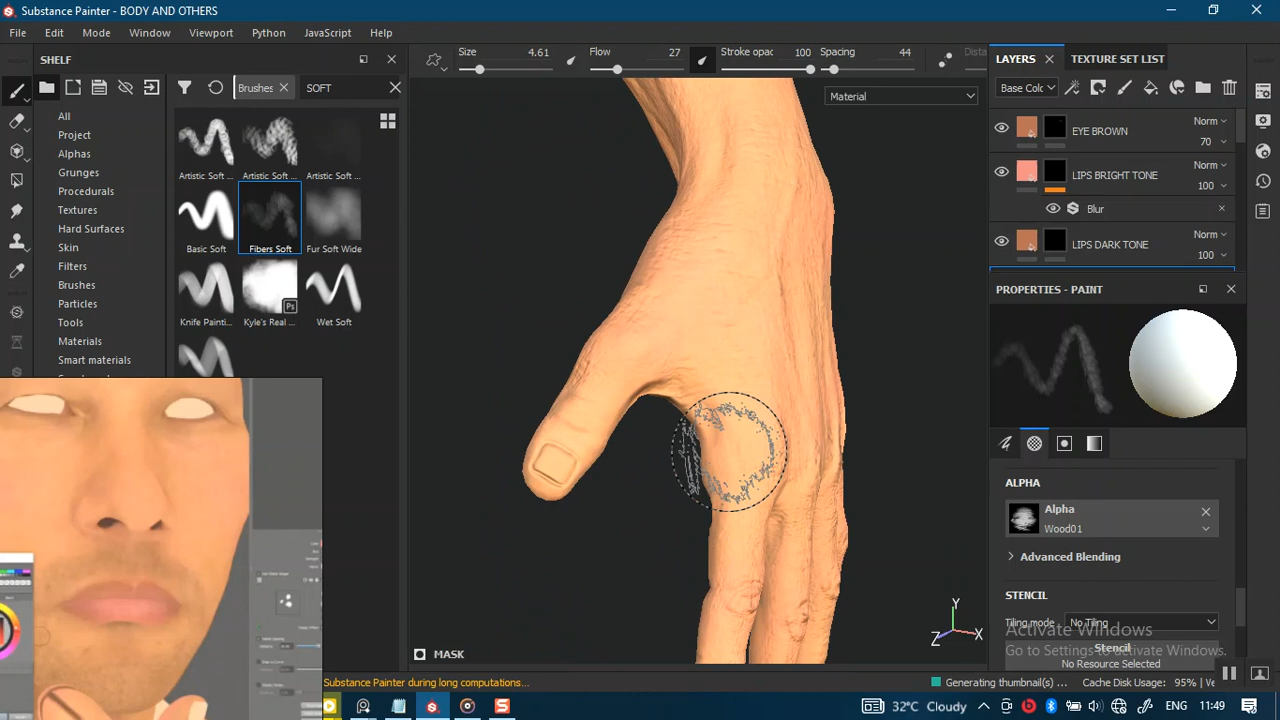 Substance Painter - BODY AND OTHERS
File Edit Mode Window Viewport Python JavaScript Help
SHELF
Brushes
SOFT
All
Project
Alphas
Grunges
Procedurals
Textures
Hard Surfaces
Skin
Filters
Brushes
Particles
Tools
Materials
Smart materials
Artistic Soft ...
Artistic Soft ...
Artistic Soft ...
Basic Soft
Fibers Soft
Fur Soft Wide
Knife Painti...
Kyle's Real ...
Wet Soft
Ps
Size 4.61
Flow 27
Stroke opac 100
Spacing 44
Dista
Material
MASK
Y
Z
X
LAYERS
TEXTURE SET LIST
Base Colo
EYE BROWN
Norm
70
LIPS BRIGHT TONE
Norm
100
Blur
LIPS DARK TONE
Norm
100
PROPERTIES - PAINT
ALPHA
Alpha
Wood01
Advanced Blending
STENCIL
Tiling mode
No Tiling
Stencil
No Resource Selected
Activate Windows
Go to Settings to activate Windows.
Substance Painter during long computations...
Generating thumbnail(s) ...
Cache Disk Usage: 95% | Ve
32°C Cloudy
ENG
11:49